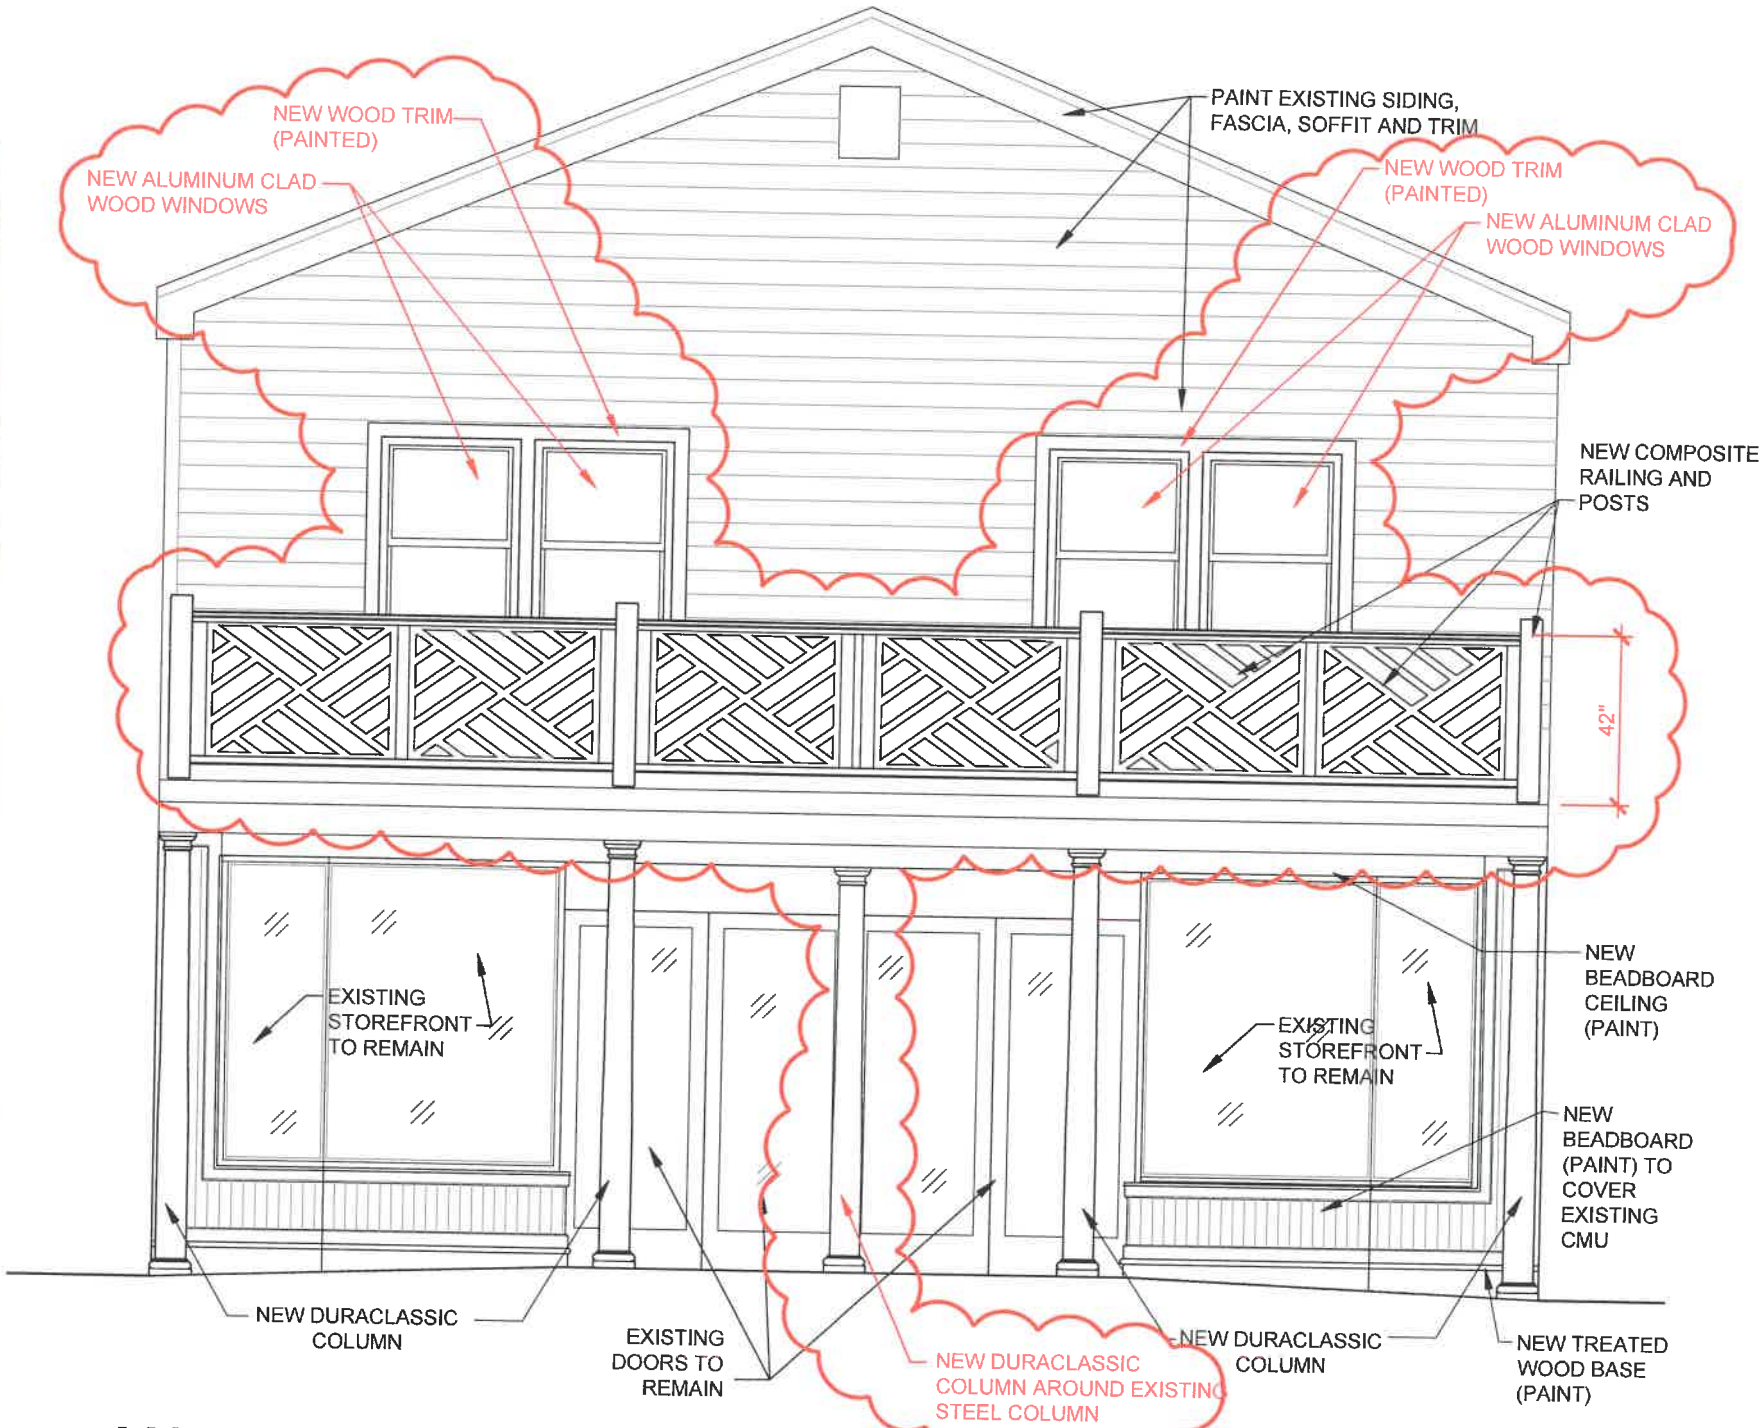 PAINT EXISTING SIDING,
FASCIA, SOFFIT AND TRIM
NEW WOOD TRIM
(PAINTED)
NEW ALUMINUM CLAD
WOOD WINDOWS
NEW WOOD TRIM
(PAINTED)
NEW ALUMINUM CLAD
WOOD WINDOWS
NEW COMPOSITE
RAILING AND
POSTS
42"
EXISTING
STOREFRONT
TO REMAIN
EXISTING
STOREFRONT
TO REMAIN
NEW
BEADBOARD
CEILING
(PAINT)
NEW
BEADBOARD
(PAINT) TO
COVER
EXISTING
CMU
NEW DURACLASSIC
COLUMN
EXISTING
DOORS TO
REMAIN
NEW DURACLASSIC
COLUMN AROUND EXISTING
STEEL COLUMN
NEW DURACLASSIC
COLUMN
NEW TREATED
WOOD BASE
(PAINT)